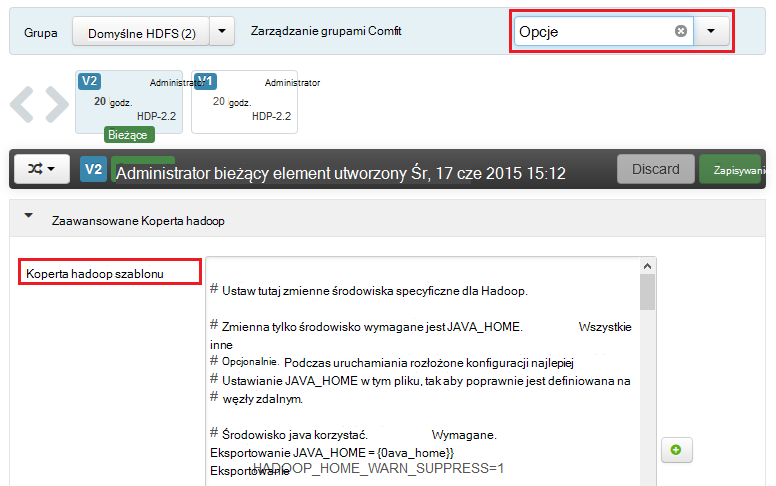 Grupa Domyślne HDFS (2) Zarządzanie grupami Comfit Opcje
V2 Administrator
20 godz.
HDP-2.2
Bieżące
V1 Administrator
20 godz.
HDP-2.2
V2 Administrator bieżący element utworzony Śr, 17 cze 2015 15:12 Discard Zapisywani
Zaawansowane Koperta hadoop
Koperta hadoop szablonu
# Ustaw tutaj zmienne środowiska specyficzne dla Hadoop.
# Zmienna tylko środowisko wymagane jest JAVA_HOME. Wszystkie
inne
# Opcjonalnie. Podczas uruchamiania rozłożone konfiguracji najlepiej
# Ustawianie JAVA_HOME w tym pliku, tak aby poprawnie jest definiowana na
# węzły zdalnym.
# Środowisko java korzystać. Wymagane.
Eksportowanie JAVA_HOME = {0ava_home}}
Eksportowanie HADOOP_HOME_WARN_SUPRESS=1